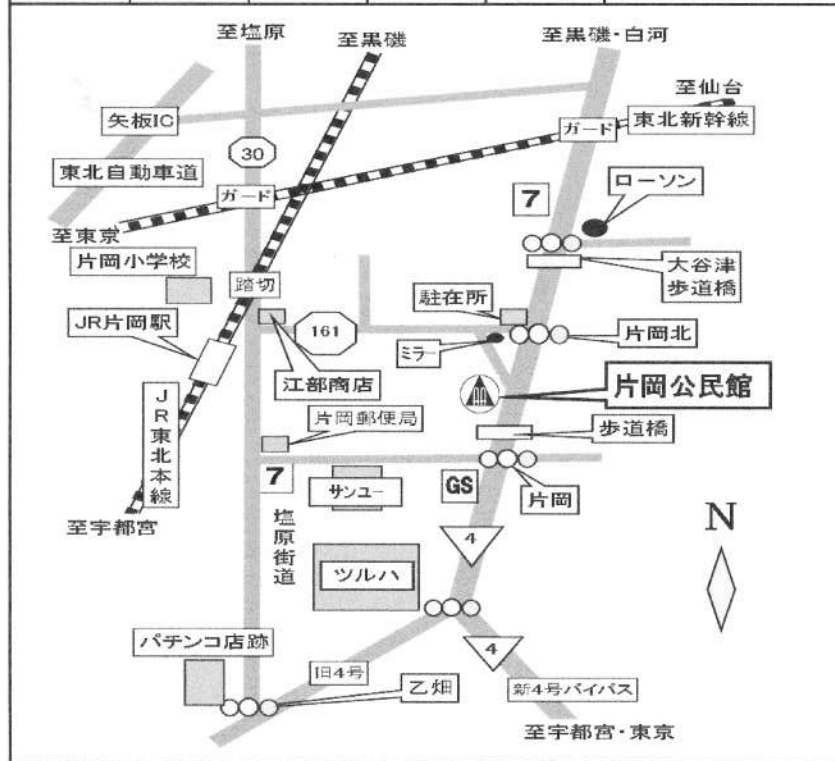 至塩原
至黒磯
至黒磯・白河
至仙台
矢板IC
ガード
東北新幹線
30
東北自動車道
ガード
7
ローソン
至東京
片岡小学校
踏切
大谷津
歩道橋
駐在所
JR片岡駅
161
片岡北
ミラー
江部商店
片岡公民館
JR東北本線
片岡郵便局
歩道橋
7
サンユー
GS
片岡
N
至宇都宮
塩原街道
4
ツルハ
パチンコ店跡
4
旧4号
乙畑
新4号バイパス
至宇都宮・東京